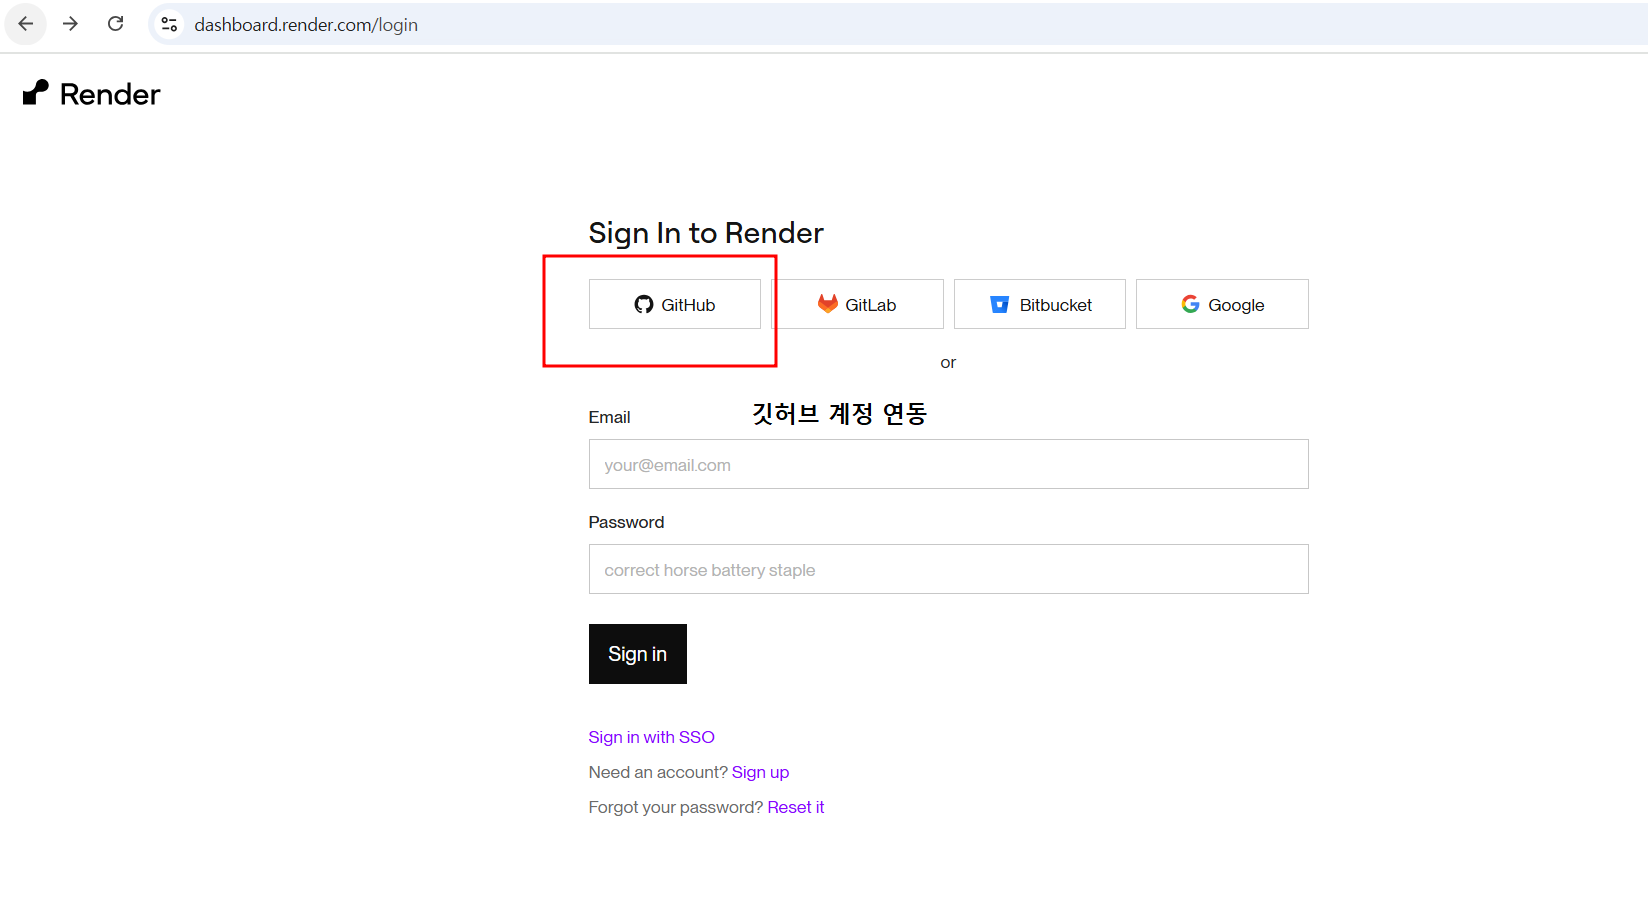 dashboard.render.com/login
Render
Sign In to Render
GitHub
GitLab
Bitbucket
Google
or
Email
깃허브 계정 연동
your@email.com
Password
correct horse battery staple
Sign in
Sign in with SSO
Need an account? Sign up
Forgot your password? Reset it